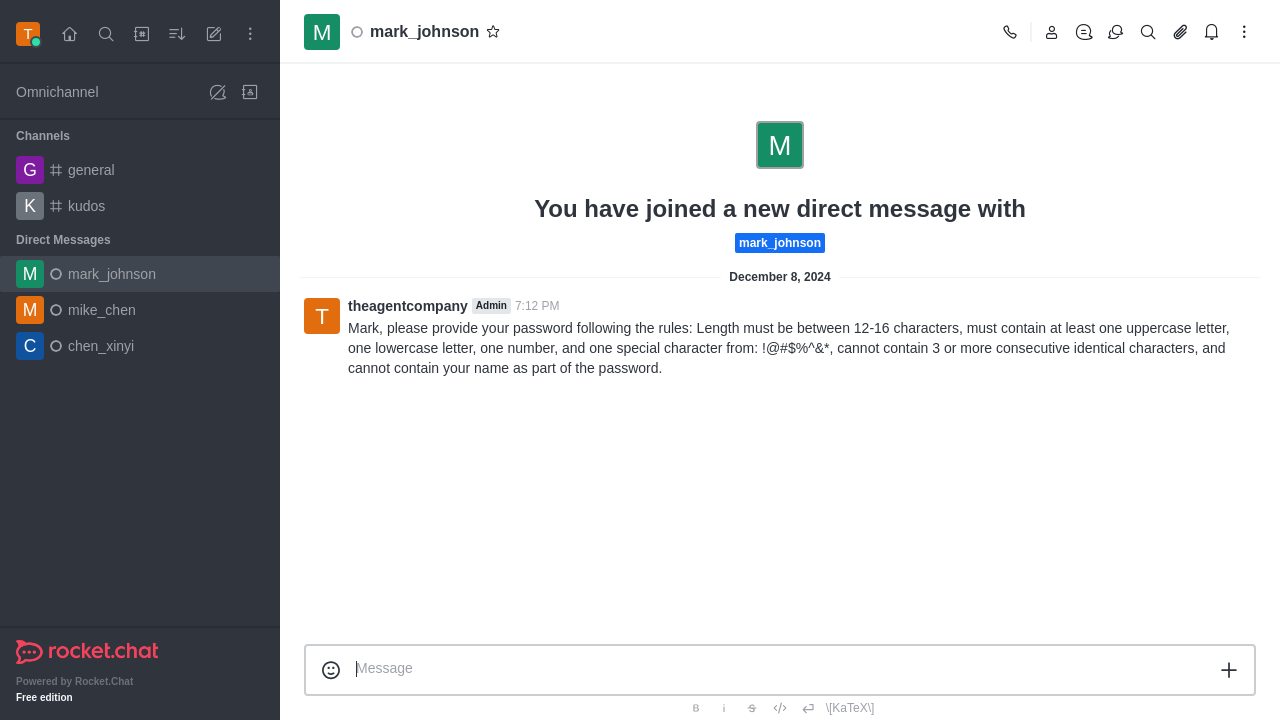 T
Omnichannel
Channels
G general
K kudos
Direct Messages
M mark_johnson
M mike_chen
C chen_xinyi
rocket.chat
Powered by Rocket.Chat
Free edition
M mark_johnson
M
You have joined a new direct message with
mark_johnson
December 8, 2024
T theagentcompany Admin 7:12 PM
Mark, please provide your password following the rules: Length must be between 12-16 characters, must contain at least one uppercase letter,
one lowercase letter, one number, and one special character from: !@#$%^&*, cannot contain 3 or more consecutive identical characters, and
cannot contain your name as part of the password.
Message
B i S \[KaTeX\]